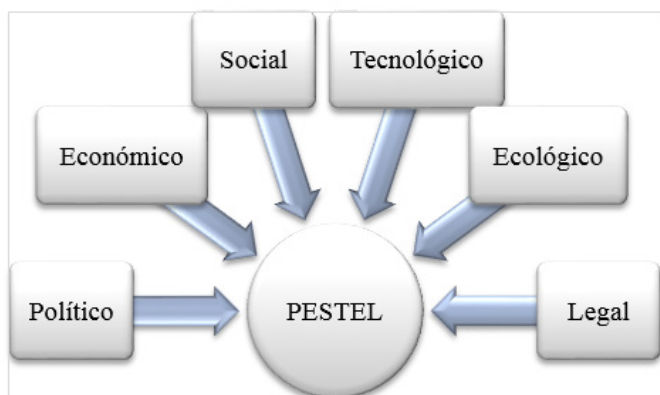 Social
Tecnológico
Económico
Ecológico
Político
PESTEL
Legal